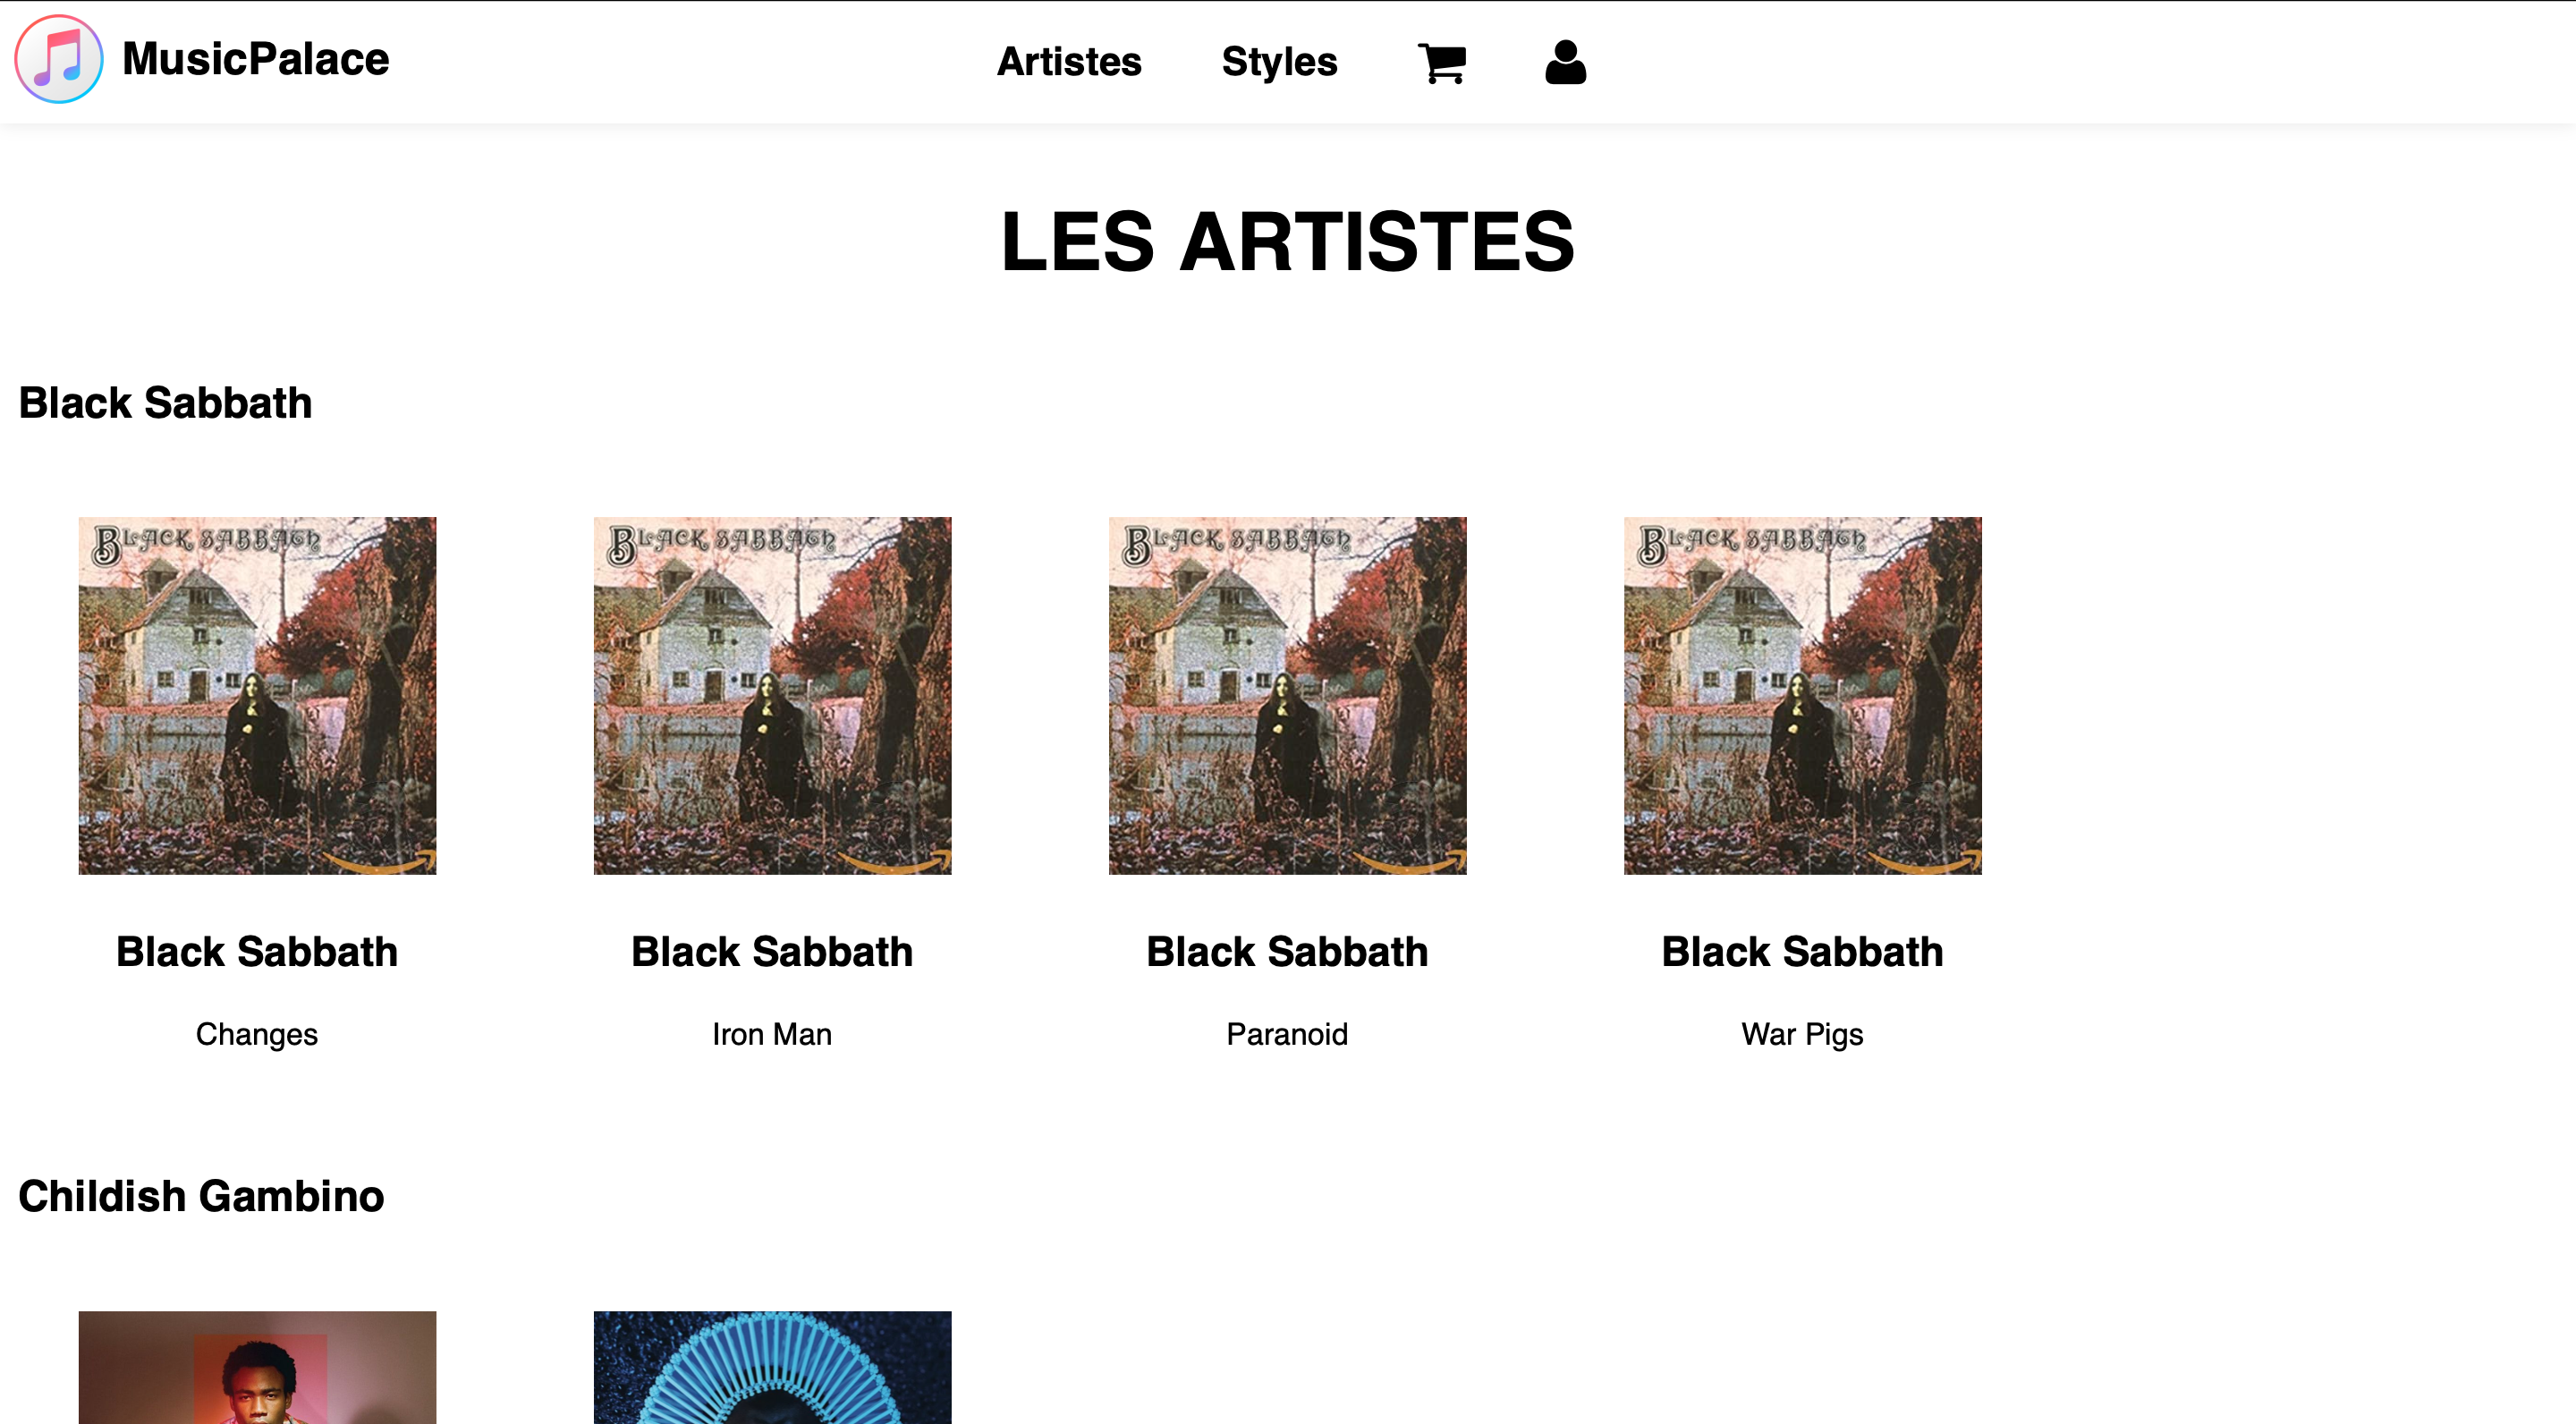 MusicPalace
Artistes Styles
LES ARTISTES
Black Sabbath
BLACK SABBATH BLACK SABBATH BLACK SABBATH BLACK SABBATH
Black Sabbath Black Sabbath Black Sabbath Black Sabbath
Changes Iron Man Paranoid War Pigs
Childish Gambino